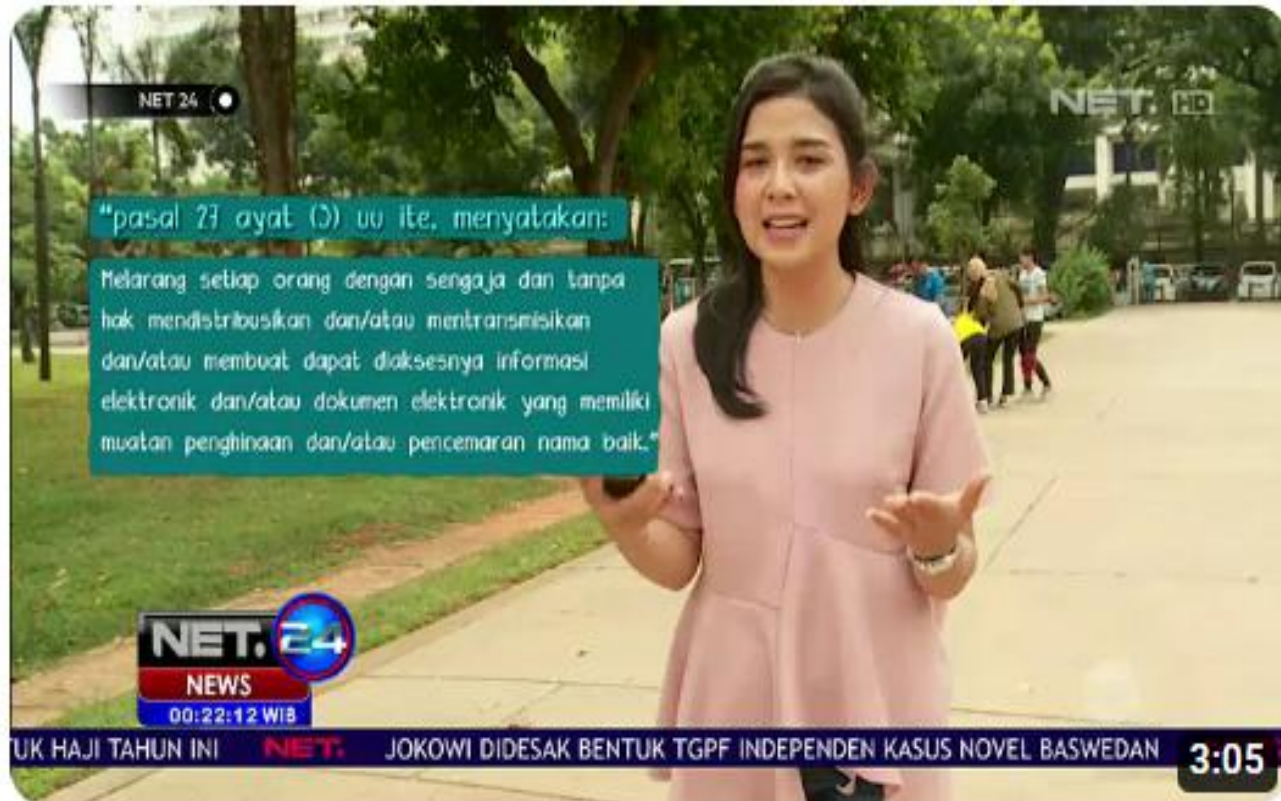 NET 24
NET. HD
"pasal 27 ayat (3) uu ite, menyatakan:
Melarang setiap orang dengan sengaja dan tanpa
hak mendistribusikan dan/atau mentransmisikan
dan/atau membuat dapat diaksesnya informasi
elektronik dan/atau dokumen elektronik yang memiliki
muatan penghinaan dan/atau pencemaran nama baik."
NET. 24
NEWS
00:22:12 WIB
TUK HAJI TAHUN INI NET. JOKOWI DIDESAK BENTUK TGPF INDEPENDEN KASUS NOVEL BASWEDAN
3:05